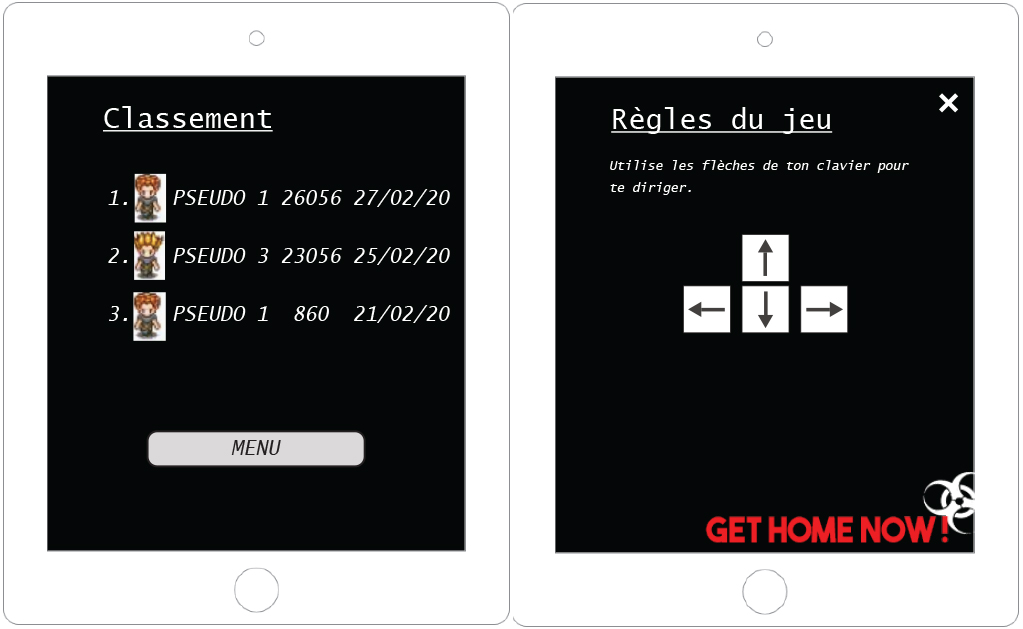 Classement
1. PSEUDO 1 26056 27/02/20
2. PSEUDO 3 23056 25/02/20
3. PSEUDO 1 860 21/02/20
MENU
Règles du jeu
Utilise les flèches de ton clavier pour
te diriger.
GET HOME NOW !